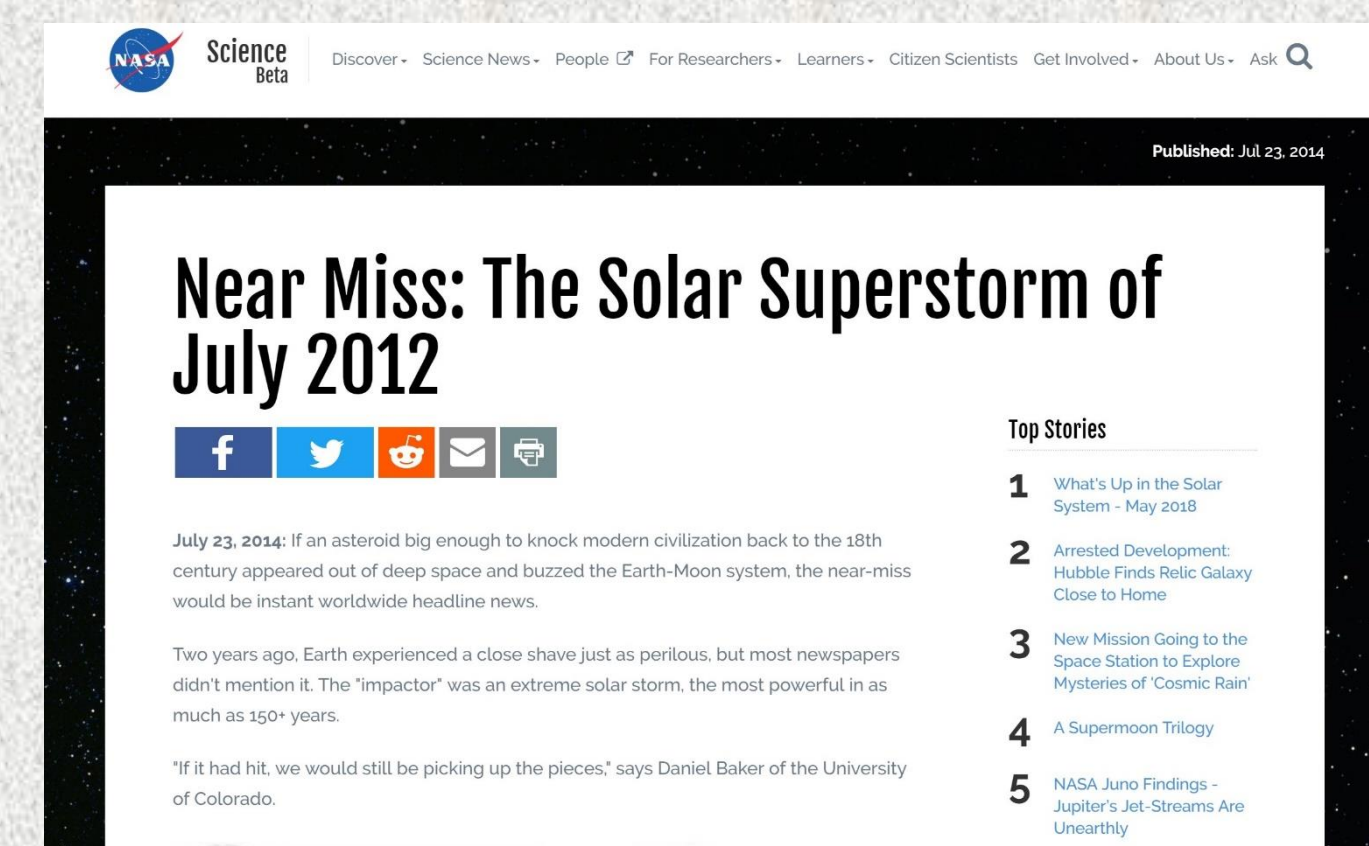 NASA
Science
Beta
Discover
Science News
People
For Researchers
Learners
Citizen Scientists
Get Involved
About Us
Ask
Published: Jul 23, 2014
Near Miss: The Solar Superstorm of
July 2012
July 23, 2014: If an asteroid big enough to knock modern civilization back to the 18th
century appeared out of deep space and buzzed the Earth-Moon system, the near-miss
would be instant worldwide headline news.
Two years ago, Earth experienced a close shave just as perilous, but most newspapers
didn't mention it. The "impactor" was an extreme solar storm, the most powerful in as
much as 150+ years.
"If it had hit, we would still be picking up the pieces," says Daniel Baker of the University
of Colorado.
Top Stories
1 What's Up in the Solar
System - May 2018
2 Arrested Development:
Hubble Finds Relic Galaxy
Close to Home
3 New Mission Going to the
Space Station to Explore
Mysteries of 'Cosmic Rain'
4 A Supermoon Trilogy
5 NASA Juno Findings -
Jupiter's Jet-Streams Are
Unearthly